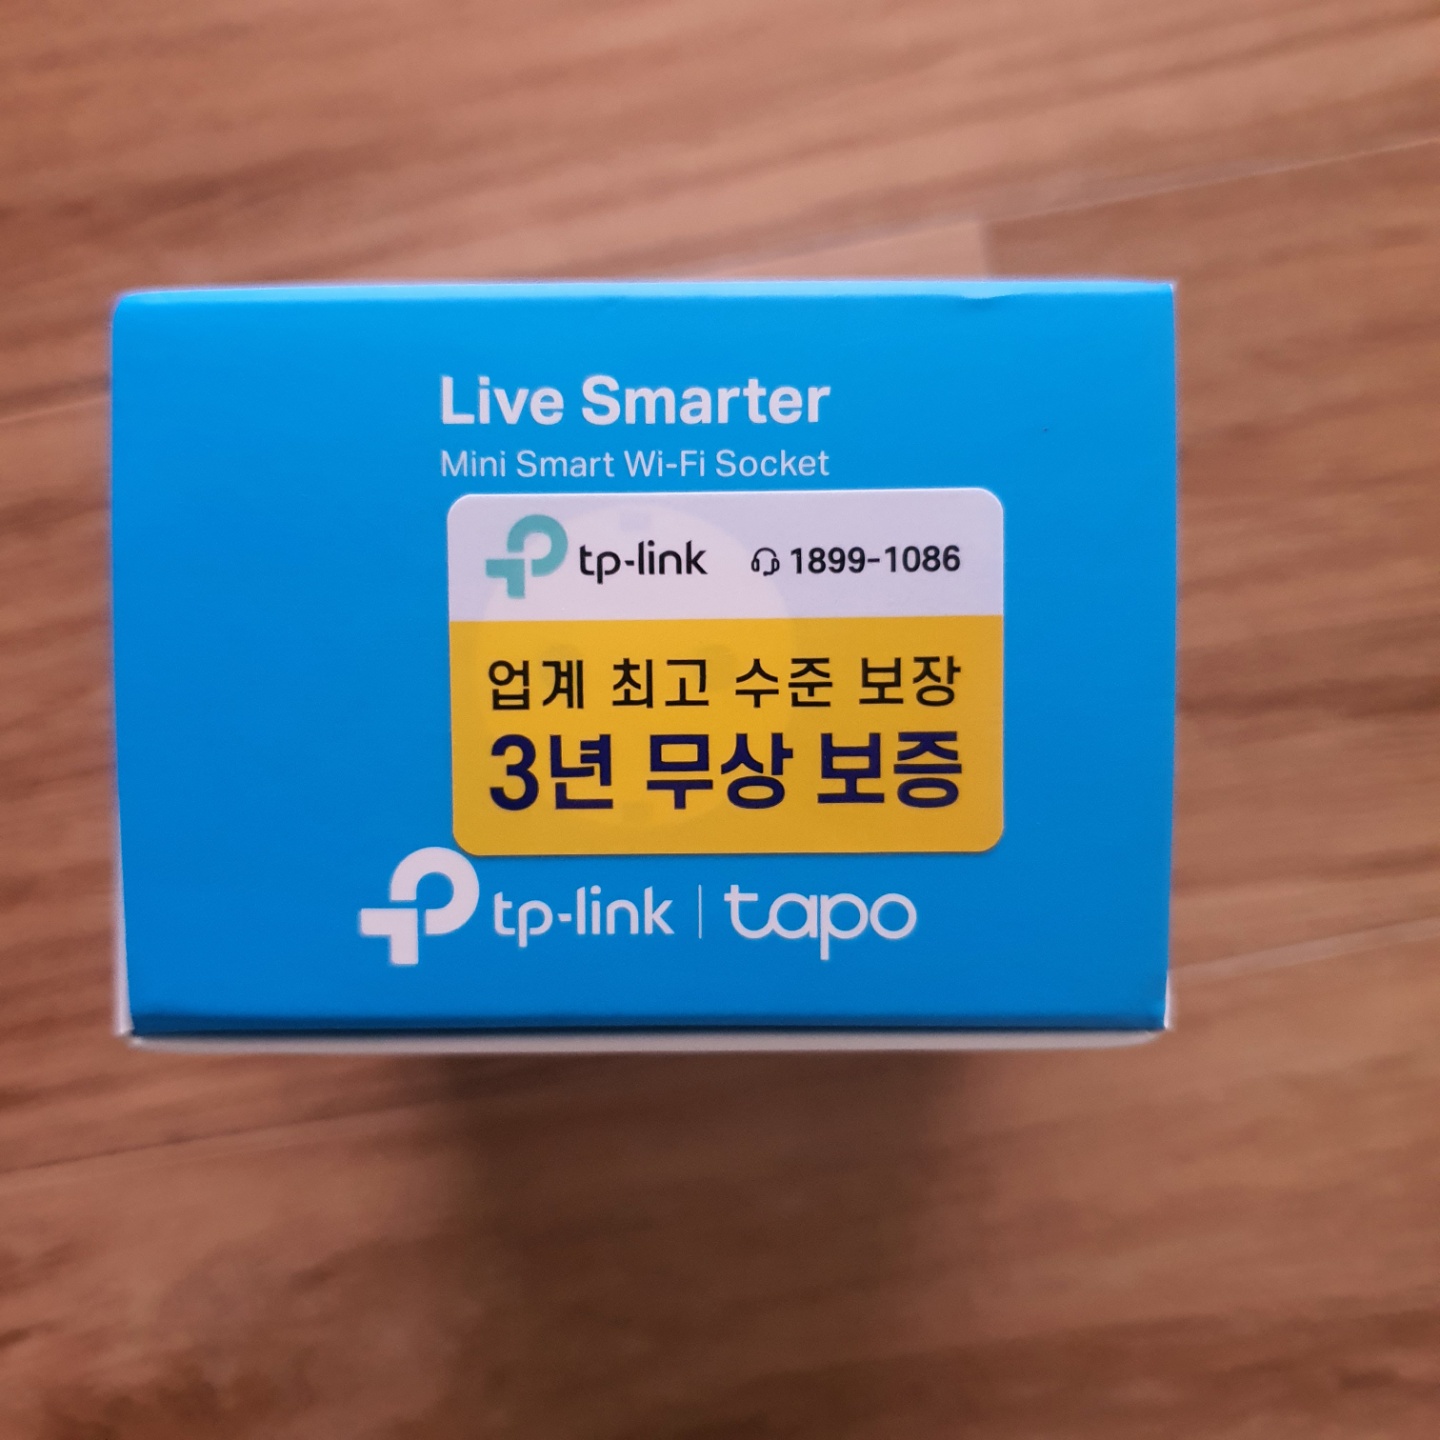 Live Smarter
Mini Smart Wi-Fi Socket
tp-link 1899-1086
업계 최고 수준 보장
3년 무상 보증
tp-link | tapo